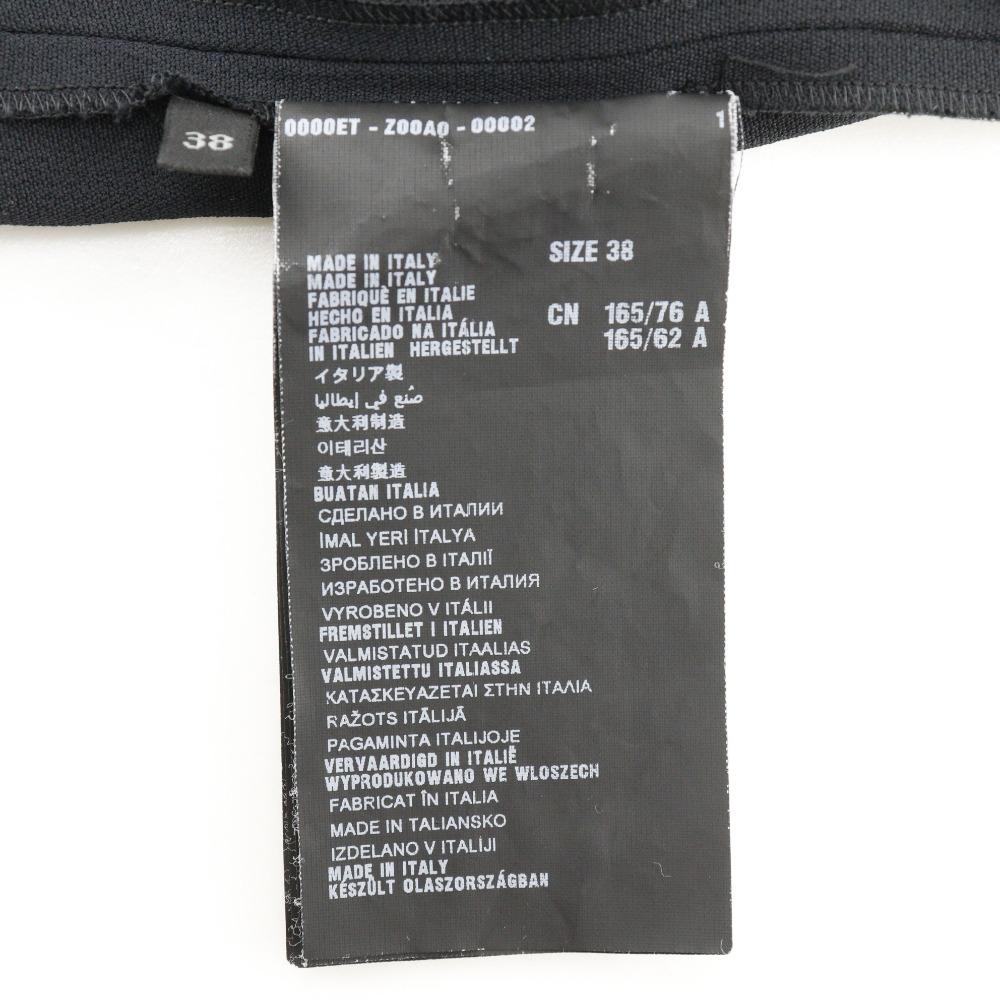 38
0000ET - Z00A0 - 00002 1
SIZE 38
CN 165/76 A
165/62 A
MADE IN ITALY
MADE IN ITALY
FABRIQUÈ EN ITALIE
HECHO EN ITALIA
FABRICADO NA ITÁLIA
IN ITALIEN HERGESTELLT
イタリア製
صُنع في إيطاليا
意大利制造
이테리산
意大利製造
BUATAN ITALIA
СДЕЛАНО В ИТАЛИИ
İMAL YERİ İTALYA
ЗРОБЛЕНО В ІТАЛІЇ
ИЗРАБОТЕНО В ИТАЛИЯ
VYROBENO V ITÁLII
FREMSTILLET I ITALIEN
VALMISTATUD ITAALIAS
VALMISTETTU ITALIASSA
ΚΑΤΑΣΚΕΥΑΖΕΤΑΙ ΣΤΗΝ ΙΤΑΛΙΑ
RAŽOTS ITĀLIJĀ
PAGAMINTA ITALIJOJE
VERVAARDIGD IN ITALIË
WYPRODUKOWANO WE WLOSZECH
FABRICAT ÎN ITALIA
MADE IN TALIANSKO
IZDELANO V ITALIJI
MADE IN ITALY
KÉSZÜLT OLASZORSZÁGBAN